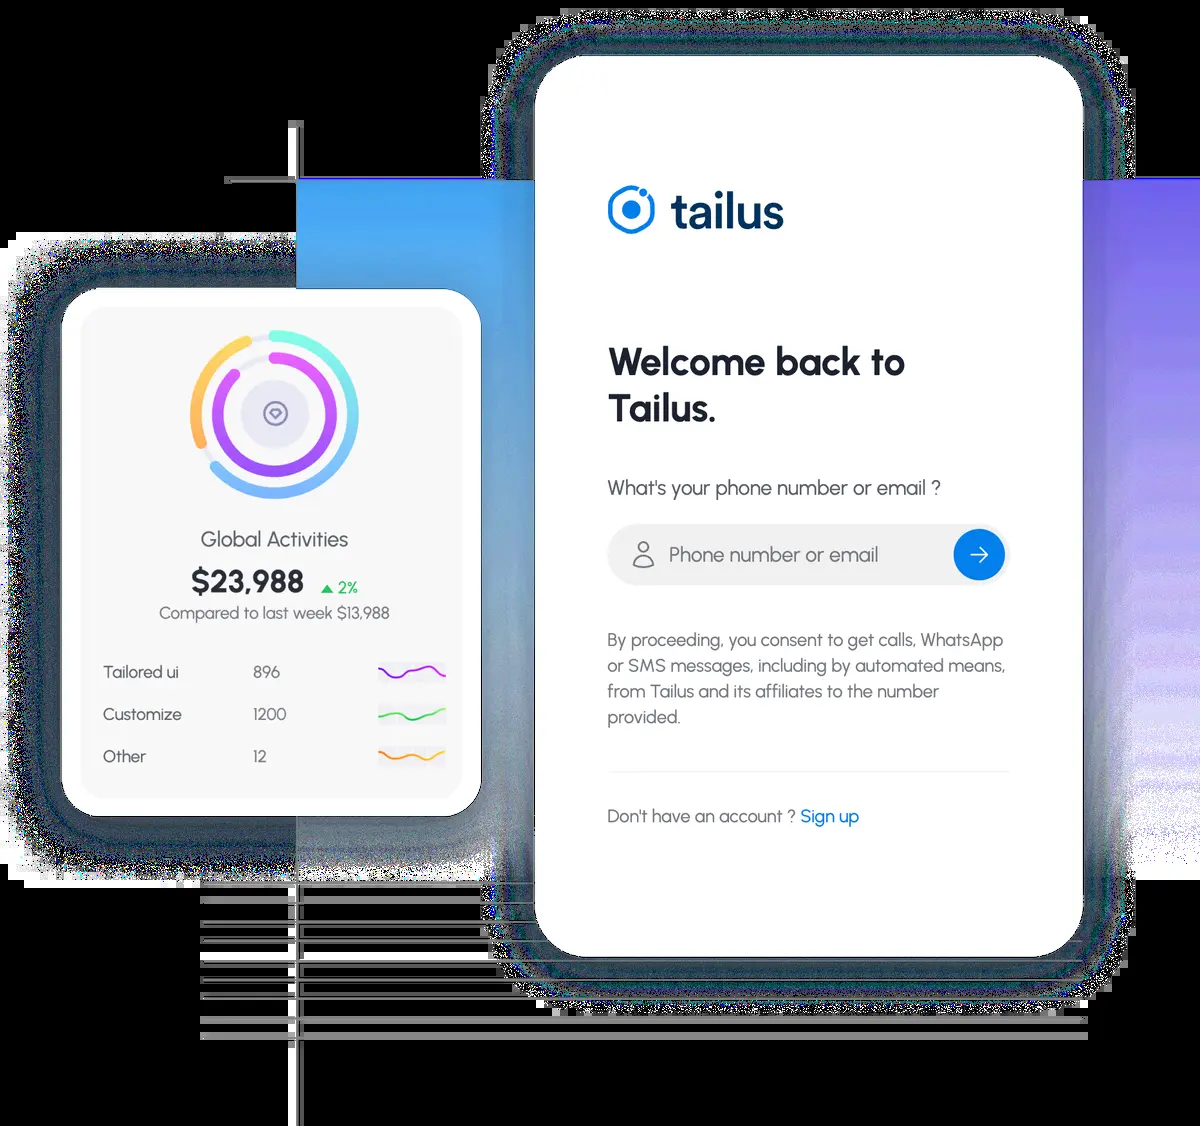 tailus
Welcome back to
Tailus.
What's your phone number or email ?
Phone number or email
By proceeding, you consent to get calls, WhatsApp
or SMS messages, including by automated means,
from Tailus and its affiliates to the number
provided.
Don't have an account ? Sign up
Global Activities
$23,988 ▲ 2%
Compared to last week $13,988
Tailored ui 896
Customize 1200
Other 12